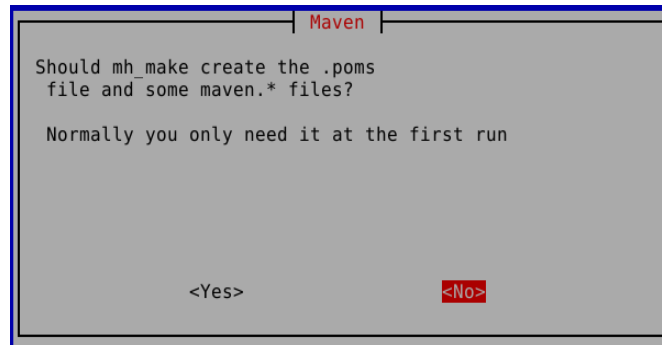 Maven
Should mh_make create the .poms
file and some maven.* files?
Normally you only need it at the first run
<Yes> <No>